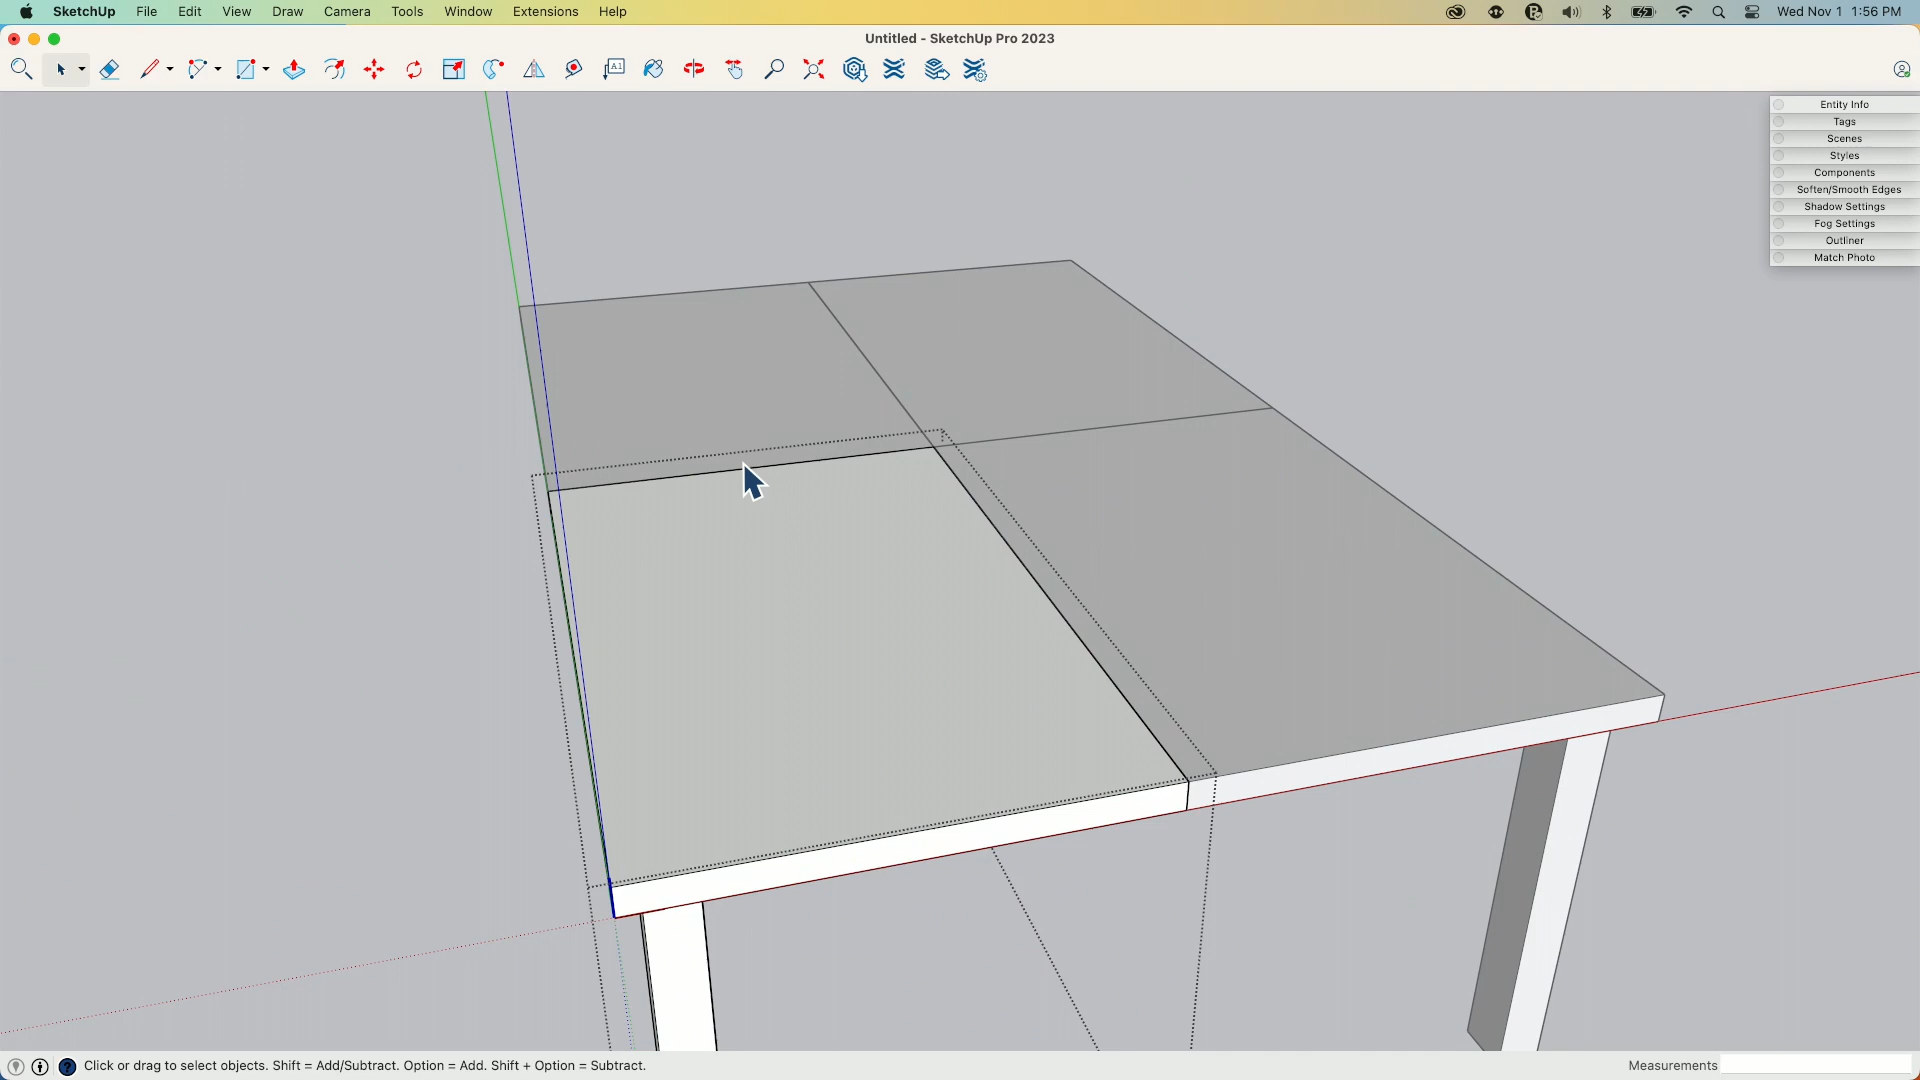 SketchUp File Edit View Draw Camera Tools Window Extensions Help Wed Nov 1 1:56 PM
Untitled - SketchUp Pro 2023
A1
Entity Info
Tags
Scenes
Styles
Components
Soften/Smooth Edges
Shadow Settings
Fog Settings
Outliner
Match Photo
Click or drag to select objects. Shift = Add/Subtract. Option = Add. Shift + Option = Subtract. Measurements